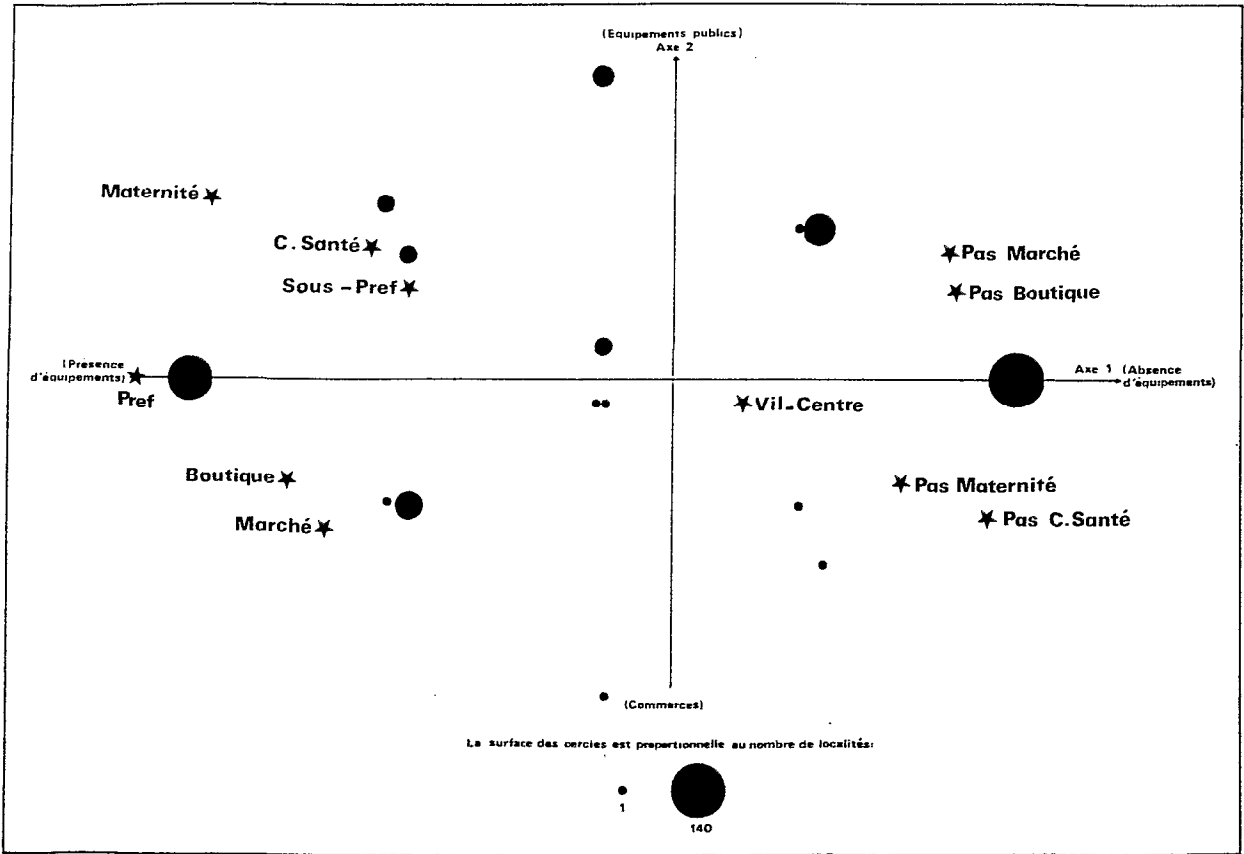 (Equipements publics)
Axe 2
Maternité
C. Santé
Sous-Pref
Pas Marché
Pas Boutique
(Présence
d'équipements)
Pref
Axe 1 (Absence
d'équipements)
Vil-Centre
Boutique
Marché
Pas Maternité
Pas C.Santé
(Commerces)
La surface des cercles est proportionnelle au nombre de localités:
1
140